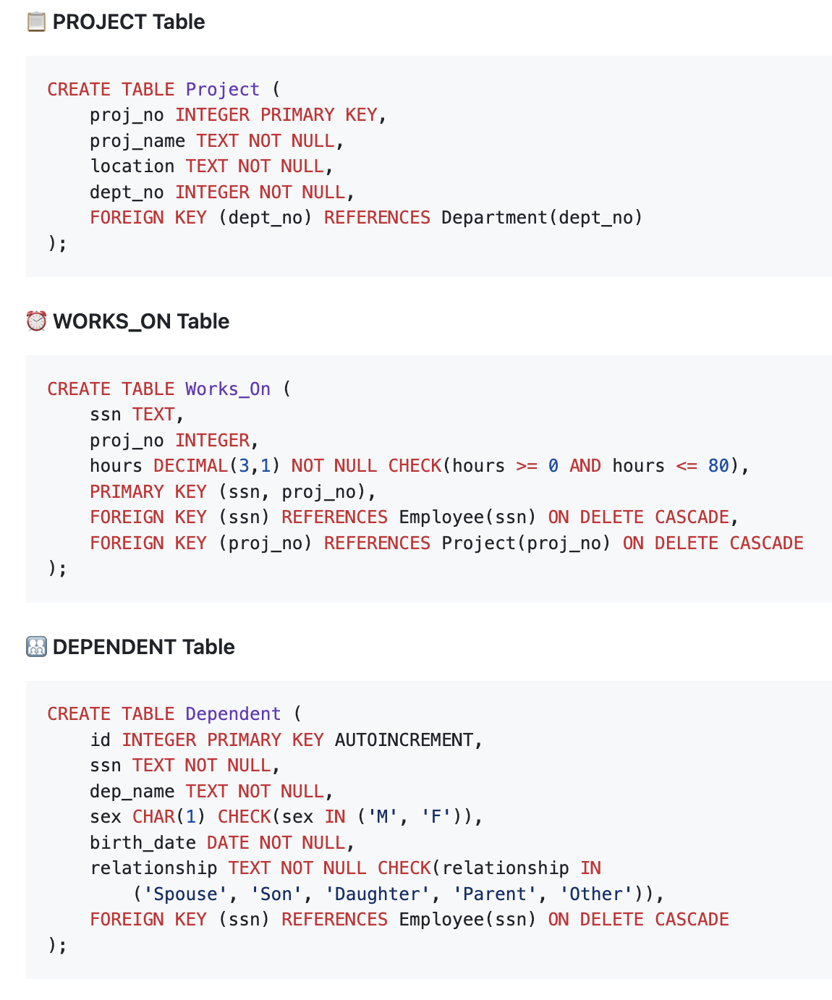 📋 PROJECT Table
CREATE TABLE Project (
    proj_no INTEGER PRIMARY KEY,
    proj_name TEXT NOT NULL,
    location TEXT NOT NULL,
    dept_no INTEGER NOT NULL,
    FOREIGN KEY (dept_no) REFERENCES Department(dept_no)
);
⏰ WORKS_ON Table
CREATE TABLE Works_On (
    ssn TEXT,
    proj_no INTEGER,
    hours DECIMAL(3,1) NOT NULL CHECK(hours >= 0 AND hours <= 80),
    PRIMARY KEY (ssn, proj_no),
    FOREIGN KEY (ssn) REFERENCES Employee(ssn) ON DELETE CASCADE,
    FOREIGN KEY (proj_no) REFERENCES Project(proj_no) ON DELETE CASCADE
);
DEPENDENT Table
CREATE TABLE Dependent (
    id INTEGER PRIMARY KEY AUTOINCREMENT,
    ssn TEXT NOT NULL,
    dep_name TEXT NOT NULL,
    sex CHAR(1) CHECK(sex IN ('M', 'F')),
    birth_date DATE NOT NULL,
    relationship TEXT NOT NULL CHECK(relationship IN
        ('Spouse', 'Son', 'Daughter', 'Parent', 'Other')),
    FOREIGN KEY (ssn) REFERENCES Employee(ssn) ON DELETE CASCADE
);